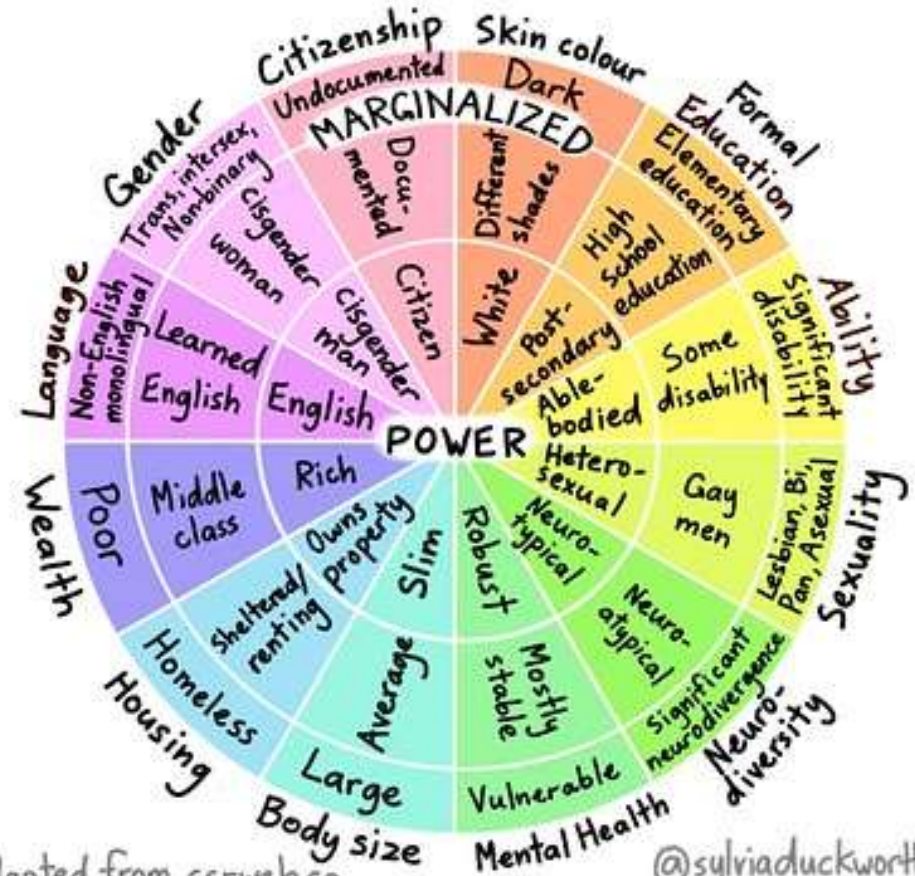 Citizenship
Undocumented
Docu-
mented
Citizen
Skin colour
Dark
Different
shades
White
Formal
Education
Elementary
education
High
school
education
Post-
secondary
Ability
Significant
disability
Some
disability
Able-
bodied
Sexuality
Lesbian, Bi,
Pan, Asexual
Gay
men
Hetero-
sexual
Neuro-
diversity
Significant
neurodivergence
Neuro-
atypical
Neuro-
typical
Mental Health
Vulnerable
Mostly
stable
Robust
Body size
Large
Average
Slim
Housing
Homeless
Sheltered/
renting
Owns
property
Wealth
Poor
Middle
class
Rich
Language
Non-English
monolingual
Learned
English
English
Gender
Trans, intersex,
Non-binary
cisgender
woman
cisgender
man
MARGINALIZED
POWER
@sylviaduckworth